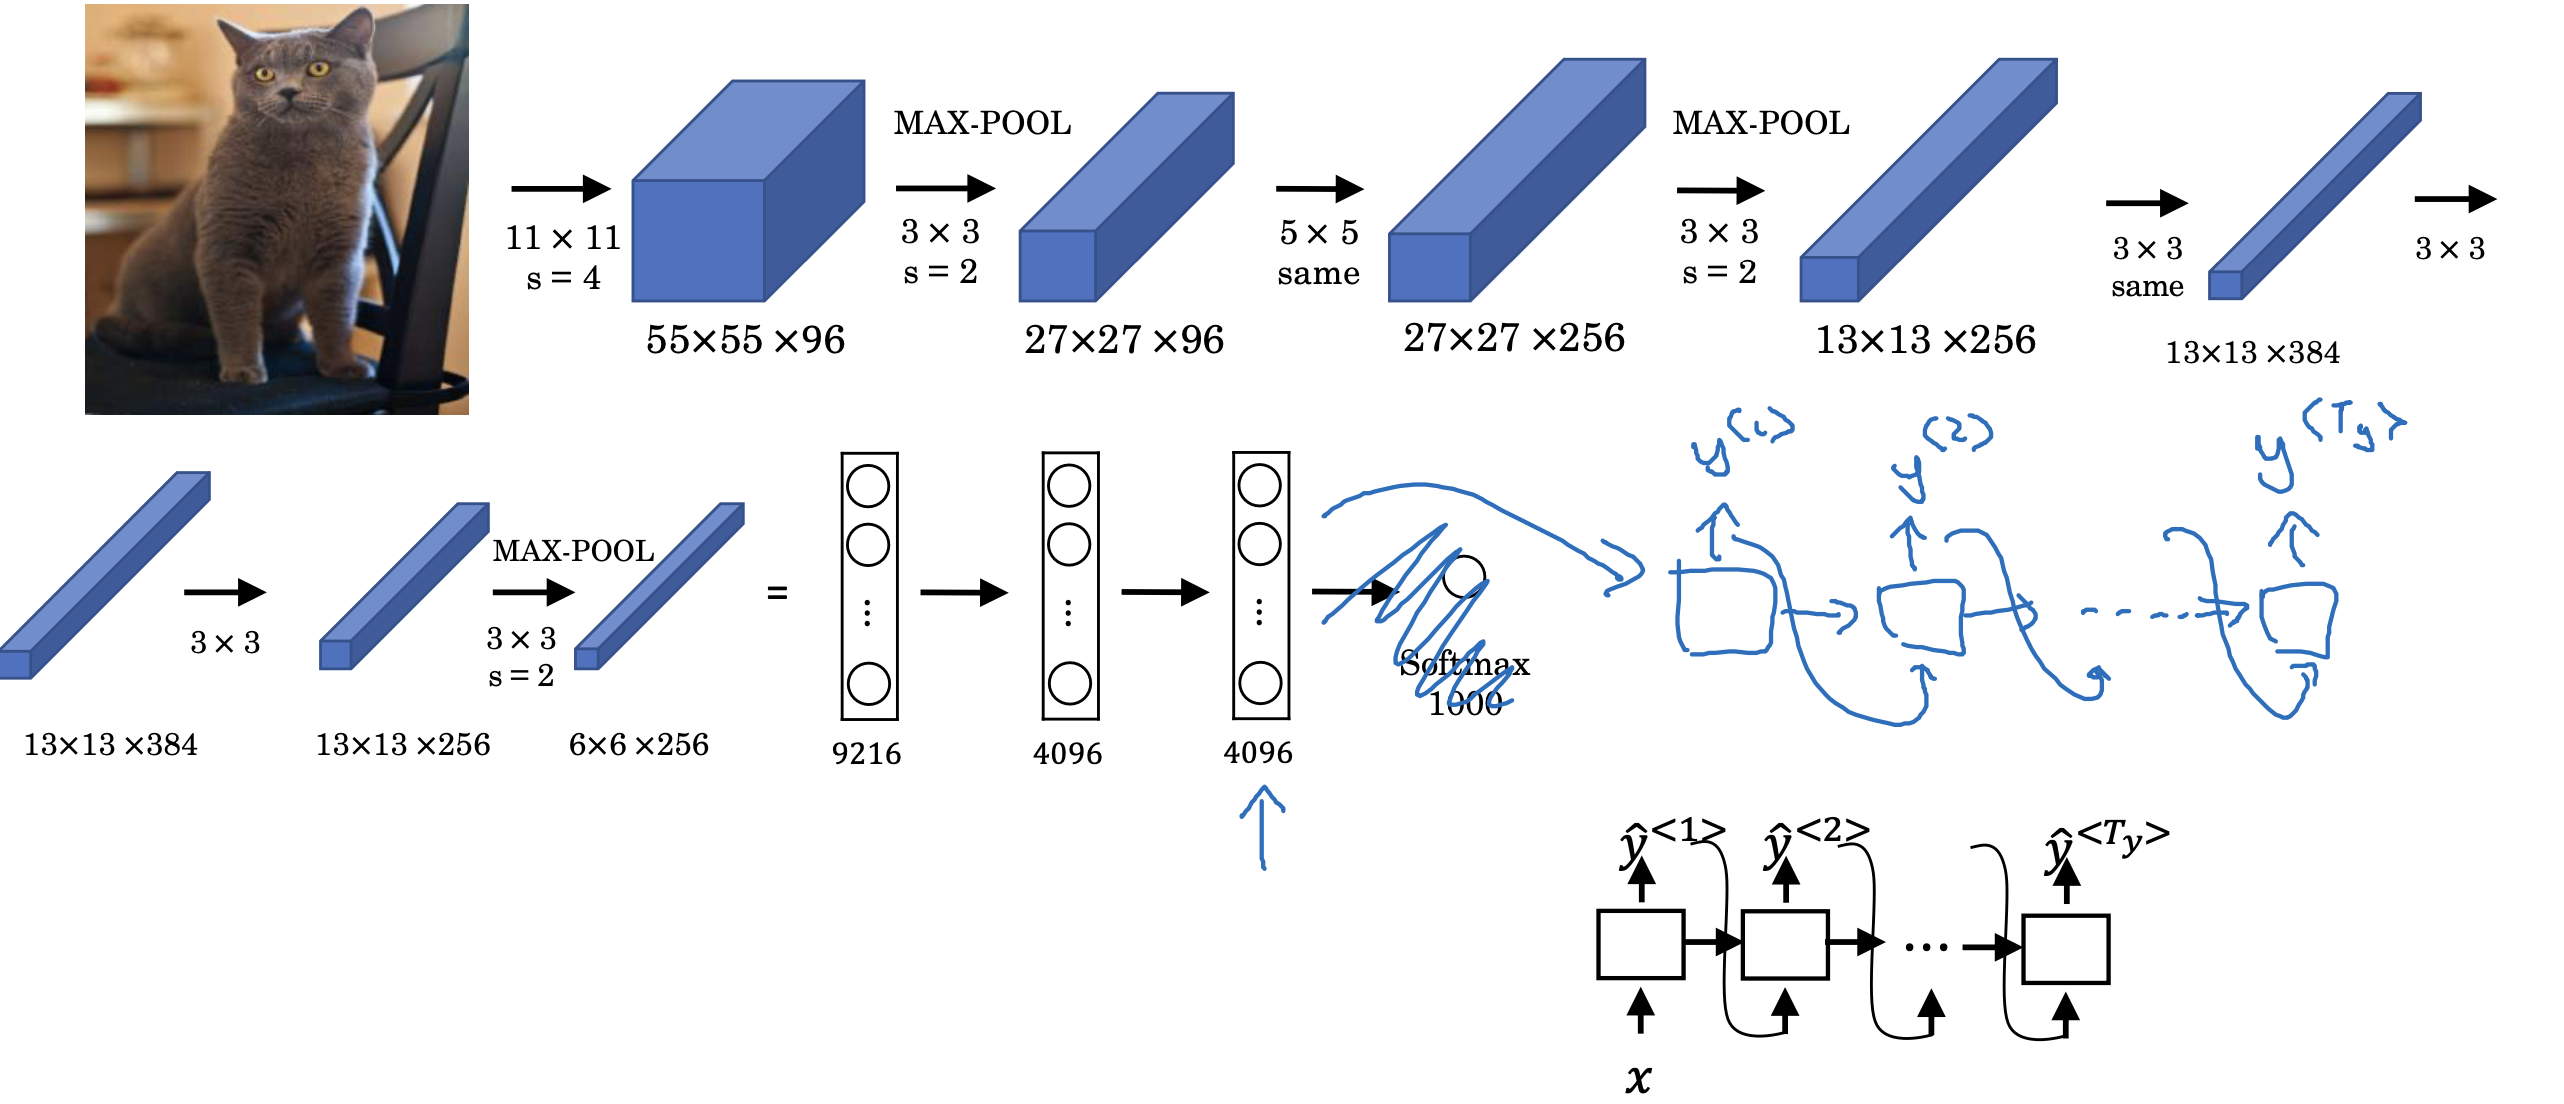 MAX-POOL
MAX-POOL
11 × 11
s = 4
3 × 3
s = 2
5 × 5
same
3 × 3
s = 2
3 × 3
same
3 × 3
55×55 ×96
27×27 ×96
27×27 ×256
13×13 ×256
13×13 ×384
y<1>
y<2>
y<Ty>
3 × 3
MAX-POOL
3 × 3
s = 2
=
⋮
⋮
⋮
Softmax
1000
13×13 ×384
13×13 ×256
6×6 ×256
9216
4096
4096
ŷ<1>
ŷ<2>
ŷ<Ty>
...
x